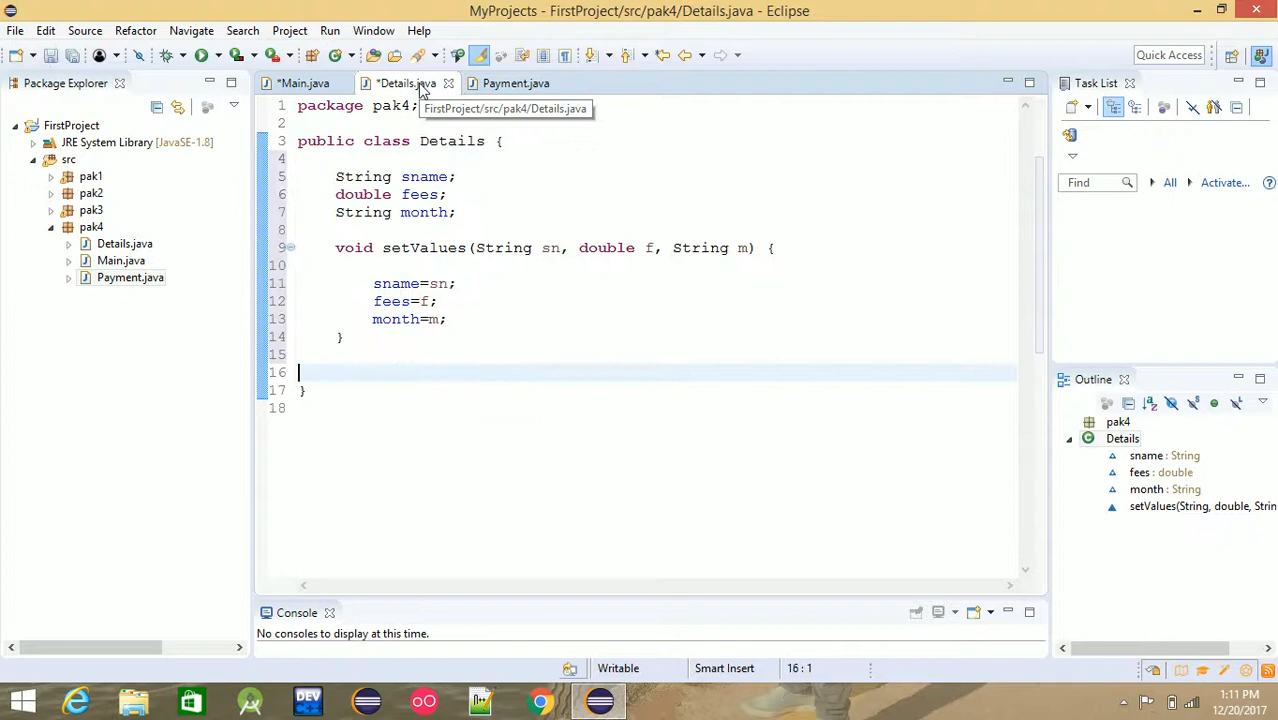 MyProjects - FirstProject/src/pak4/Details.java - Eclipse
File Edit Source Refactor Navigate Search Project Run Window Help
Quick Access
Package Explorer
*Main.java *Details.java Payment.java
Task List
FirstProject/src/pak4/Details.java
FirstProject
JRE System Library [JavaSE-1.8]
src
pak1
pak2
pak3
pak4
Details.java
Main.java
Payment.java
1 package pak4;
2
3 public class Details {
4
5 String sname;
6 double fees;
7 String month;
8
9 void setValues(String sn, double f, String m) {
10
11 sname=sn;
12 fees=f;
13 month=m;
14 }
15
16
17 }
18
Find All Activate...
Outline
pak4
Details
sname : String
fees : double
month : String
setValues(String, double, Strin
Console
No consoles to display at this time.
Writable Smart Insert 16 : 1
DEV
1:11 PM
12/20/2017